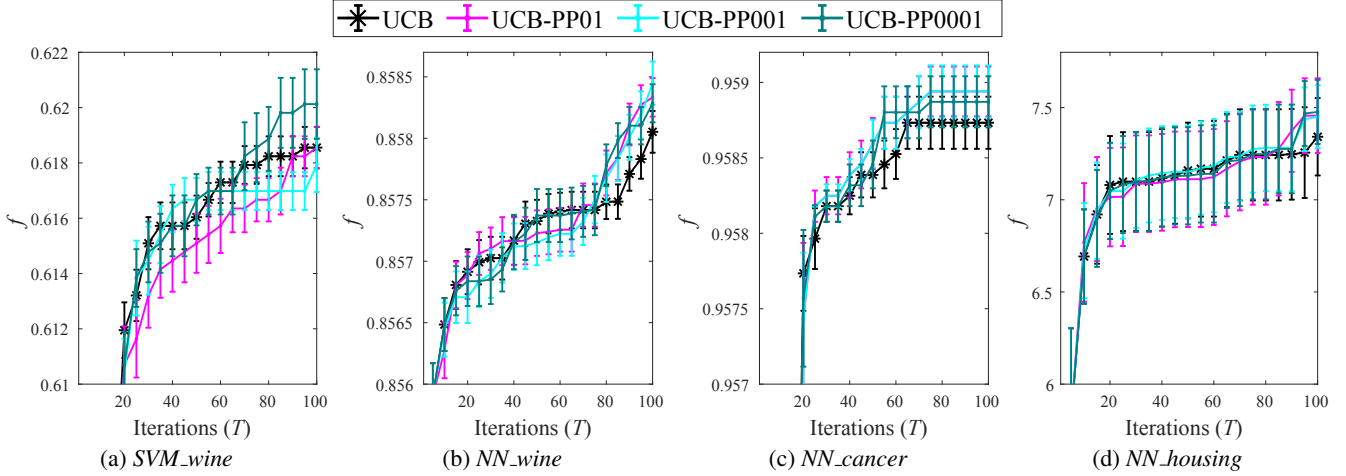 UCB UCB-PP01 UCB-PP001 UCB-PP0001
0.622
0.62
0.618
0.616
0.614
0.612
0.61
f
20 40 60 80 100
Iterations (T)
(a) SVM_wine
0.8585
0.858
0.8575
0.857
0.8565
0.856
f
20 40 60 80 100
Iterations (T)
(b) NN_wine
0.959
0.9585
0.958
0.9575
0.957
f
20 40 60 80 100
Iterations (T)
(c) NN_cancer
f
7.5
7
6.5
6
20 40 60 80 100
Iterations (T)
(d) NN_housing